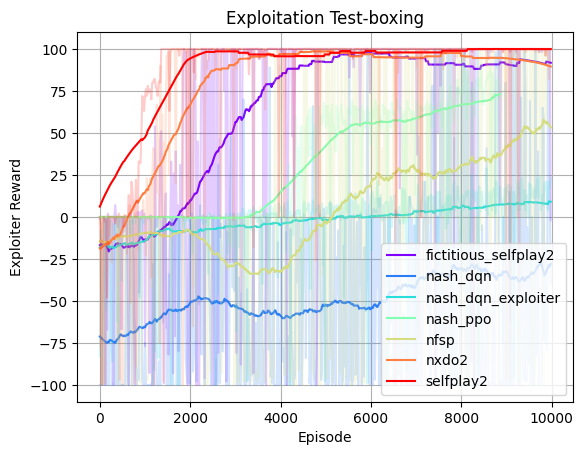 Exploitation Test-boxing
Exploiter Reward
100
75
50
25
0
−25
−50
−75
−100
fictitious_selfplay2
nash_dqn
nash_dqn_exploiter
nash_ppo
nfsp
nxdo2
selfplay2
0 2000 4000 6000 8000 10000
Episode